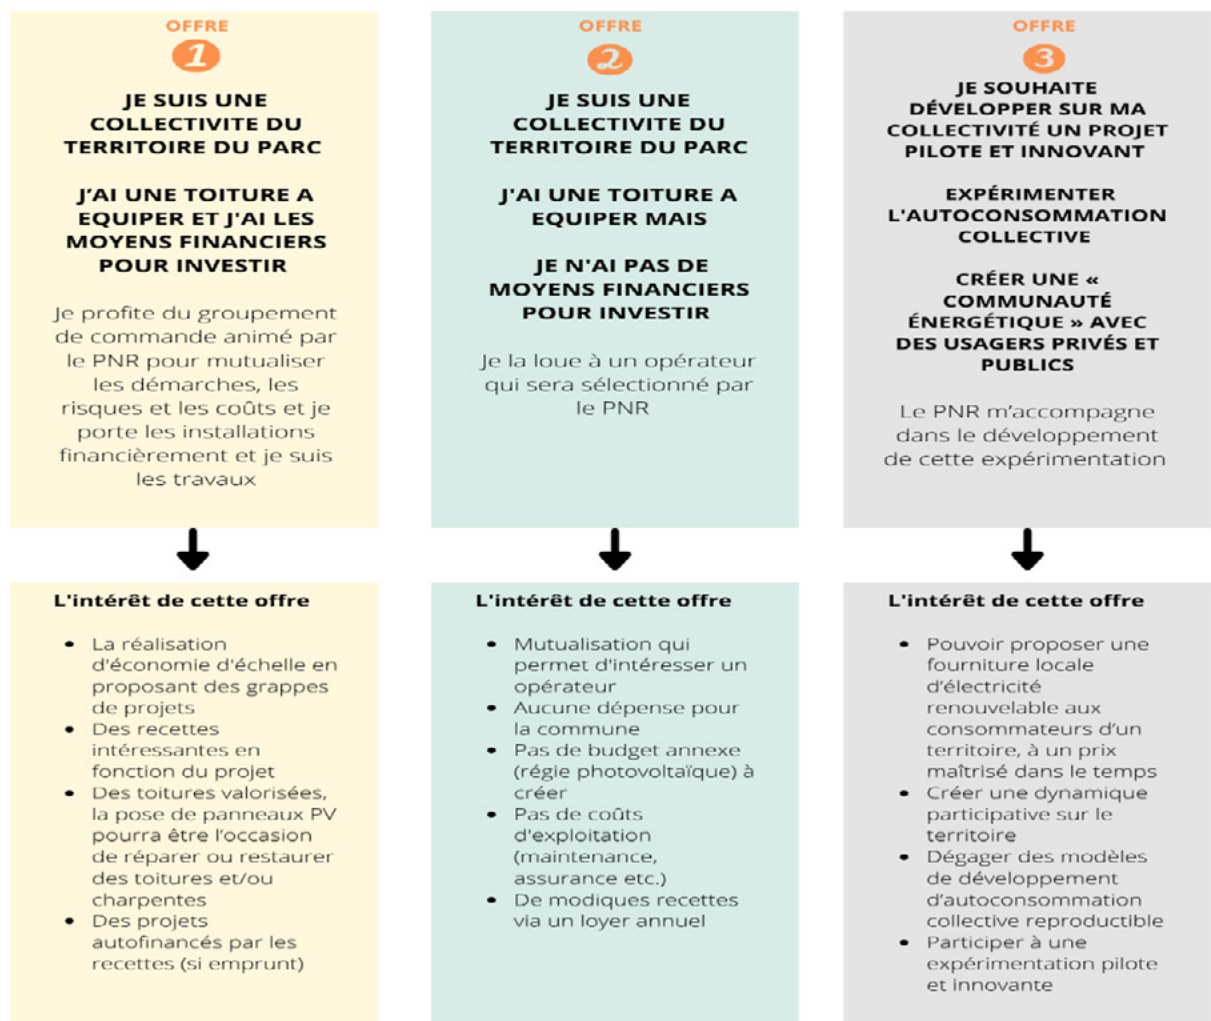 OFFRE
1
JE SUIS UNE
COLLECTIVITE DU
TERRITOIRE DU PARC
J’AI UNE TOITURE A
EQUIPER ET J'AI LES
MOYENS FINANCIERS
POUR INVESTIR
Je profite du groupement
de commande animé par
le PNR pour mutualiser
les démarches, les
risques et les coûts et je
porte les installations
financièrement et je suis
les travaux
L'intérêt de cette offre
• La réalisation
d'économie d'échelle en
proposant des grappes
de projets
• Des recettes
intéressantes en
fonction du projet
• Des toitures valorisées,
la pose de panneaux PV
pourra être l’occasion
de réparer ou restaurer
des toitures et/ou
charpentes
• Des projets
autofinancés par les
recettes (si emprunt)
OFFRE
2
JE SUIS UNE
COLLECTIVITE DU
TERRITOIRE DU PARC
J'AI UNE TOITURE A
EQUIPER MAIS
JE N'AI PAS DE
MOYENS FINANCIERS
POUR INVESTIR
Je la loue à un opérateur
qui sera sélectionné par
le PNR
L'intérêt de cette offre
• Mutualisation qui
permet d'intéresser un
opérateur
• Aucune dépense pour
la commune
• Pas de budget annexe
(régie photovoltaïque) à
créer
• Pas de coûts
d'exploitation
(maintenance,
assurance etc.)
• De modiques recettes
via un loyer annuel
OFFRE
3
JE SOUHAITE
DÉVELOPPER SUR MA
COLLECTIVITÉ UN PROJET
PILOTE ET INNOVANT
EXPÉRIMENTER
L'AUTOCONSOMMATION
COLLECTIVE
CRÉER UNE «
COMMUNAUTÉ
ÉNERGÉTIQUE » AVEC
DES USAGERS PRIVÉS ET
PUBLICS
Le PNR m’accompagne
dans le développement
de cette expérimentation
L'intérêt de cette offre
• Pouvoir proposer une
fourniture locale
d’électricité
renouvelable aux
consommateurs d’un
territoire, à un prix
maîtrisé dans le temps
• Créer une dynamique
participative sur le
territoire
• Dégager des modèles
de développement
d’autoconsommation
collective reproductible
• Participer à une
expérimentation pilote
et innovante